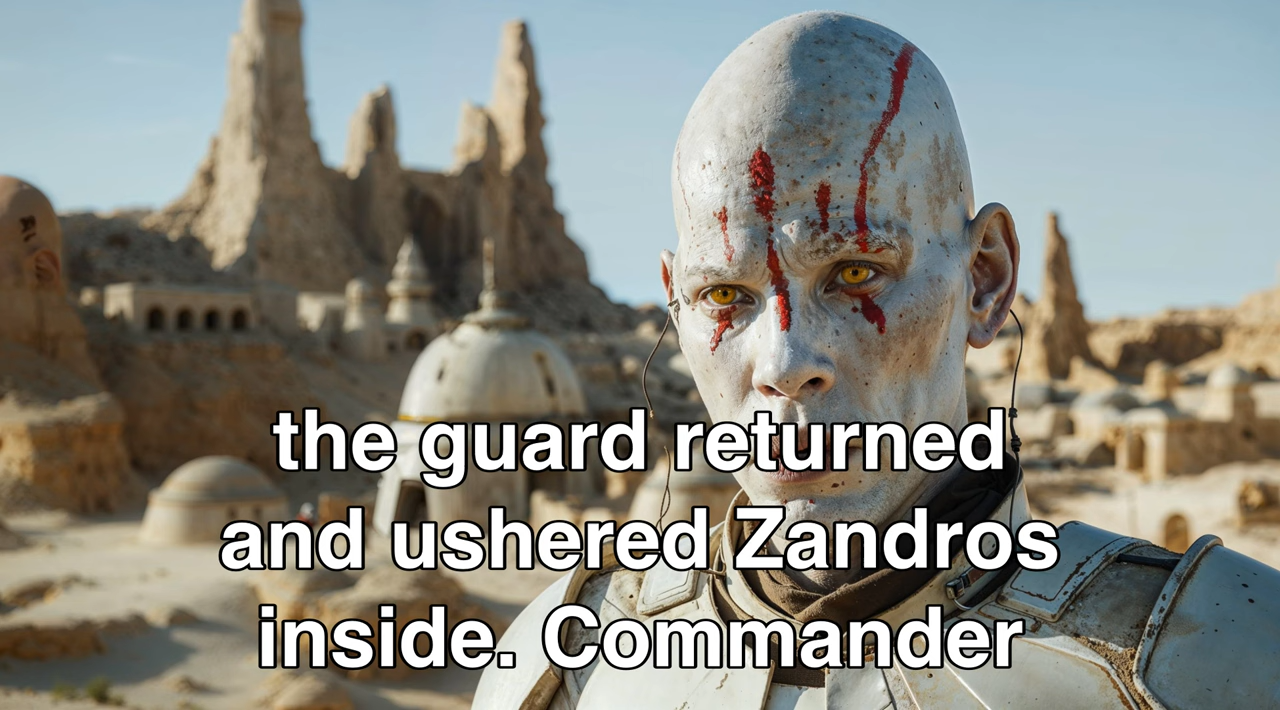 the guard returned
and ushered Zandros
inside. Commander